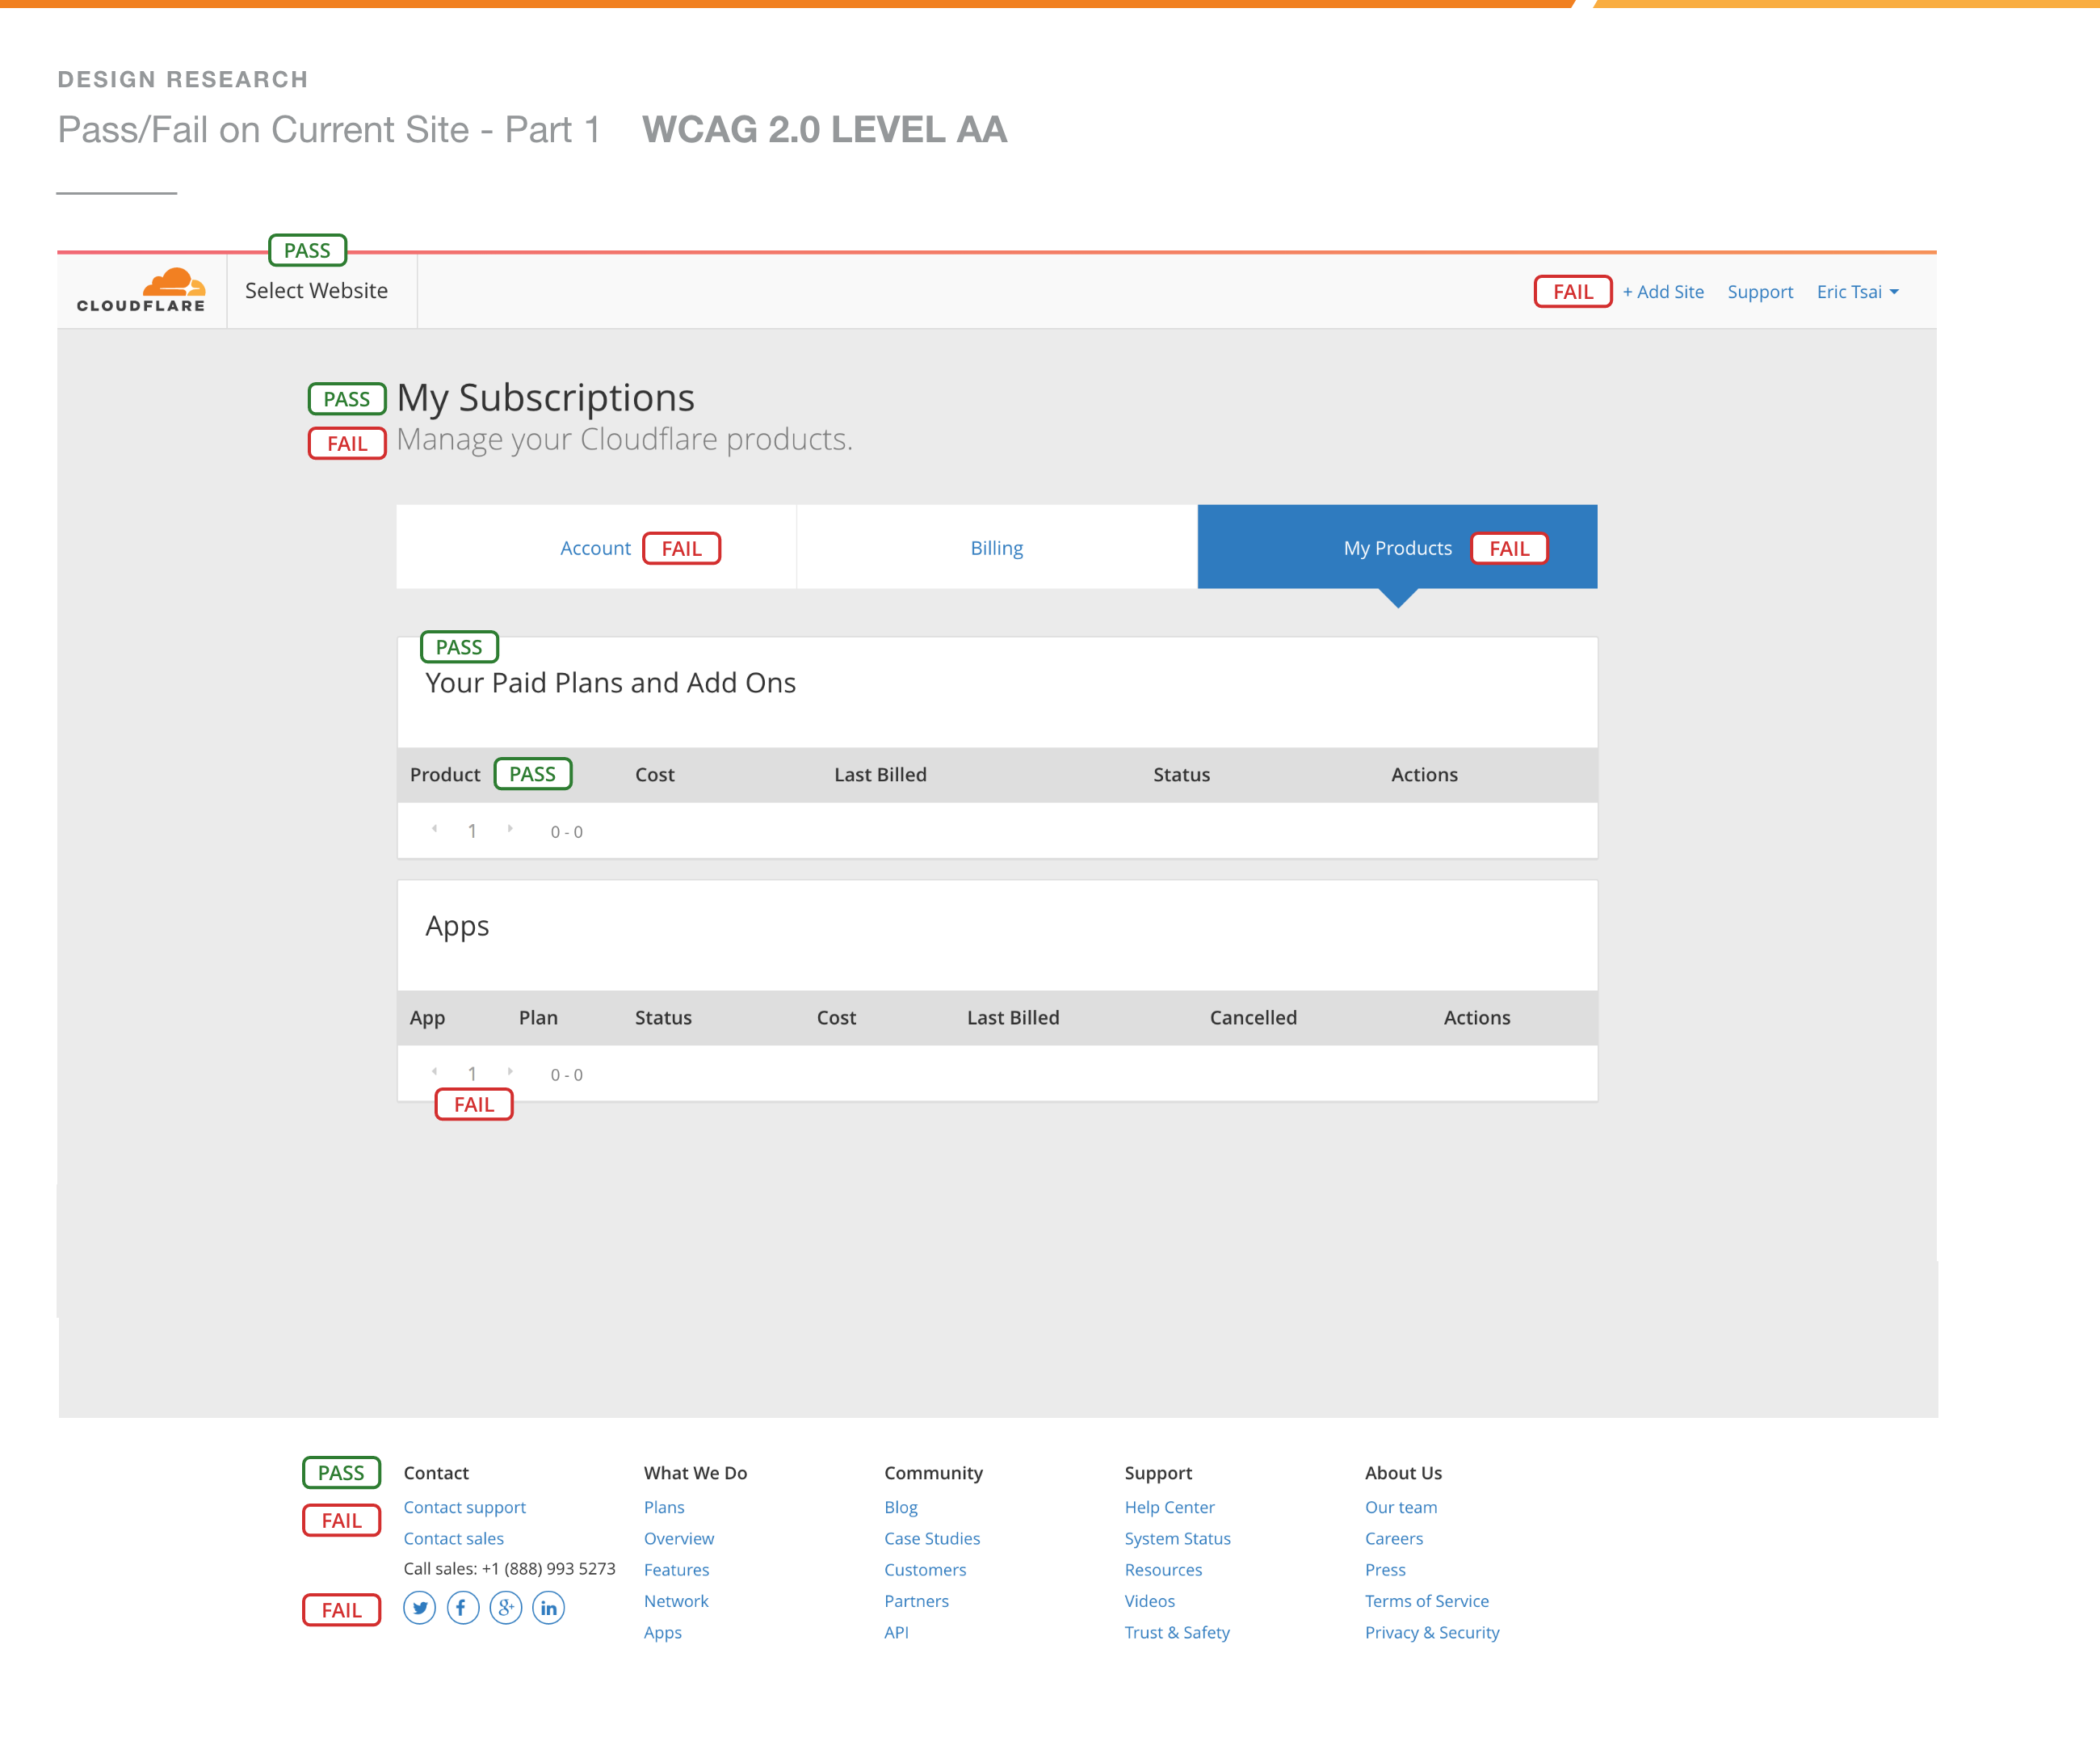 DESIGN RESEARCH
Pass/Fail on Current Site - Part 1 WCAG 2.0 LEVEL AA
PASS
CLOUDFLARE
Select Website
FAIL + Add Site Support Eric Tsai
PASS My Subscriptions
FAIL Manage your Cloudflare products.
Account FAIL Billing My Products FAIL
PASS
Your Paid Plans and Add Ons
Product PASS Cost Last Billed Status Actions
1 0 - 0
Apps
App Plan Status Cost Last Billed Cancelled Actions
1 0 - 0
FAIL
PASS Contact What We Do Community Support About Us
FAIL Contact support Plans Blog Help Center Our team
Contact sales Overview Case Studies System Status Careers
Call sales: +1 (888) 993 5273 Features Customers Resources Press
FAIL f g+ in Network Partners Videos Terms of Service
Apps API Trust & Safety Privacy & Security